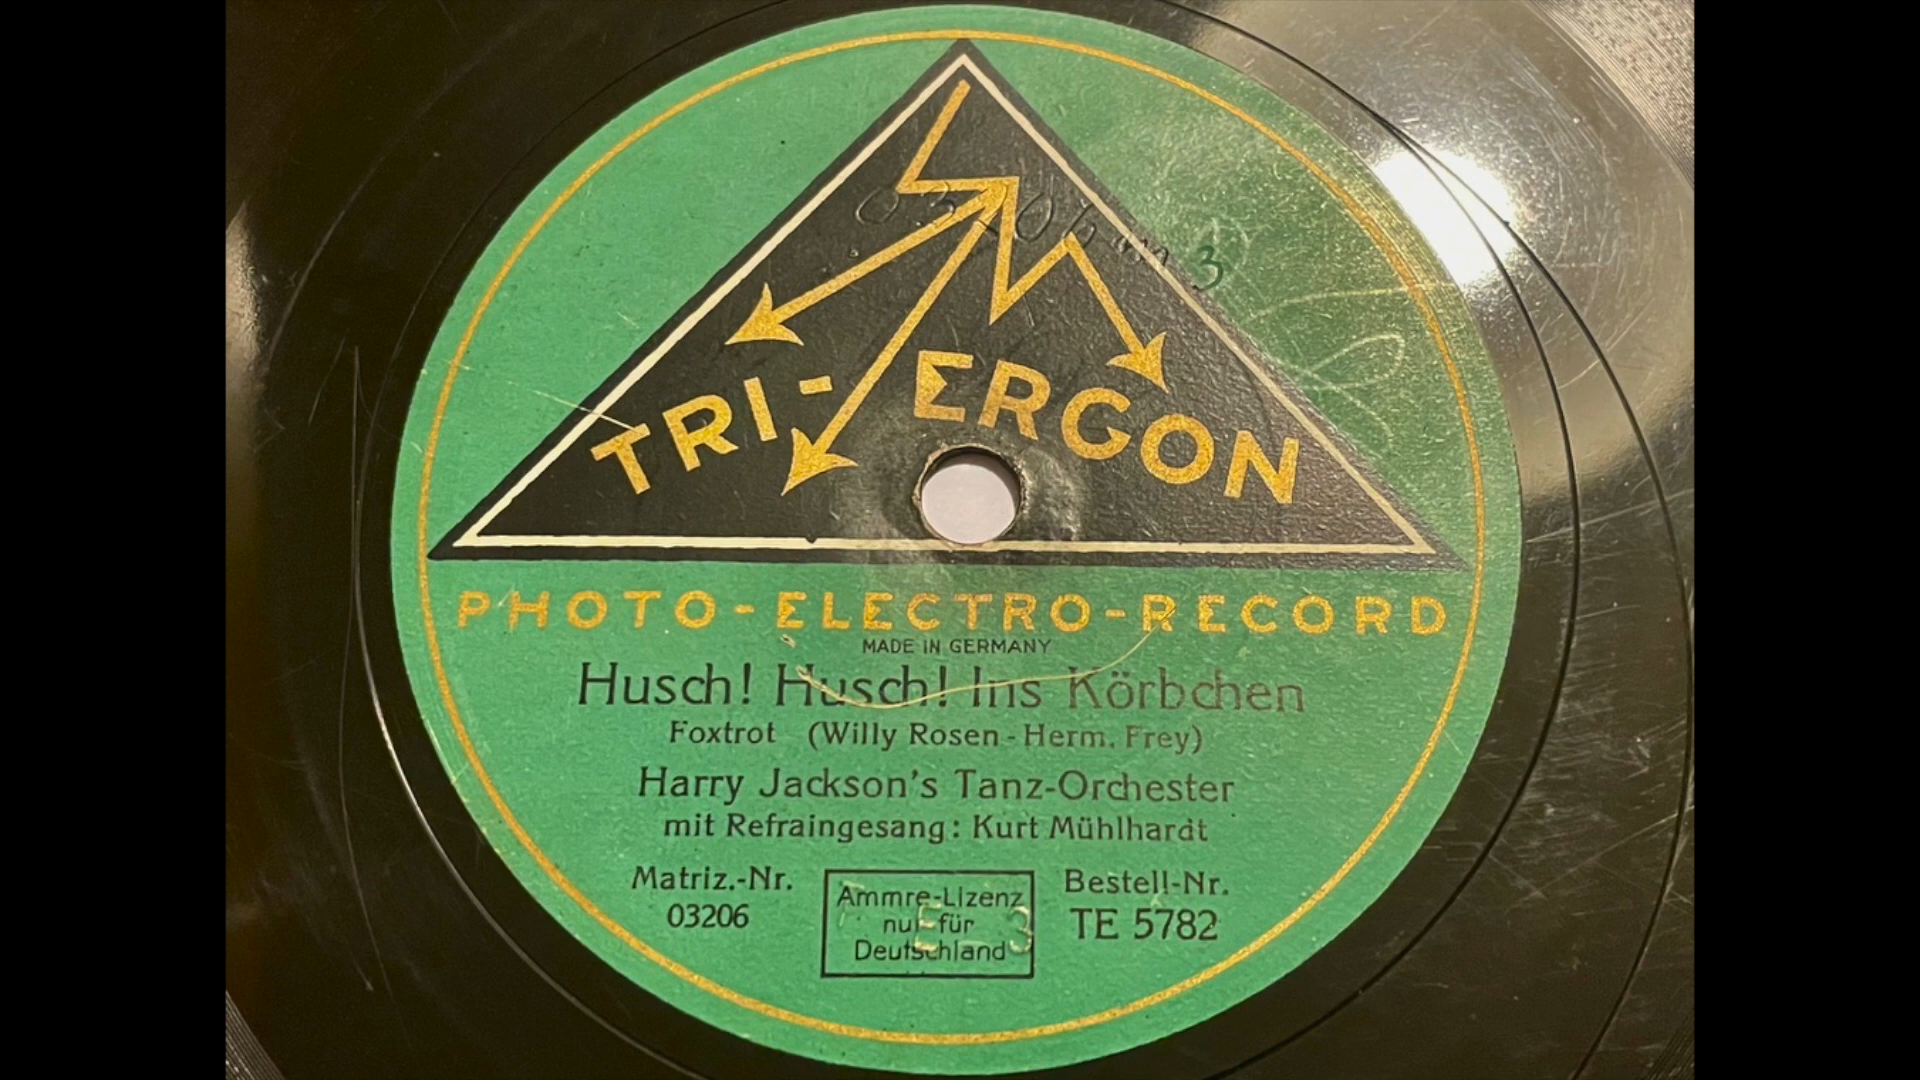 TRI-ERGON
PHOTO-ELECTRO-RECORD
MADE IN GERMANY
Husch! Husch! Ins Körbchen
Foxtrot (Willy Rosen - Herm. Frey)
Harry Jackson's Tanz-Orchester
mit Refraingesang: Kurt Mühlhardt
Matriz.-Nr.
03206
Ammre-Lizenz
nur für
Deutschland
E 3
Bestell-Nr.
TE 5782